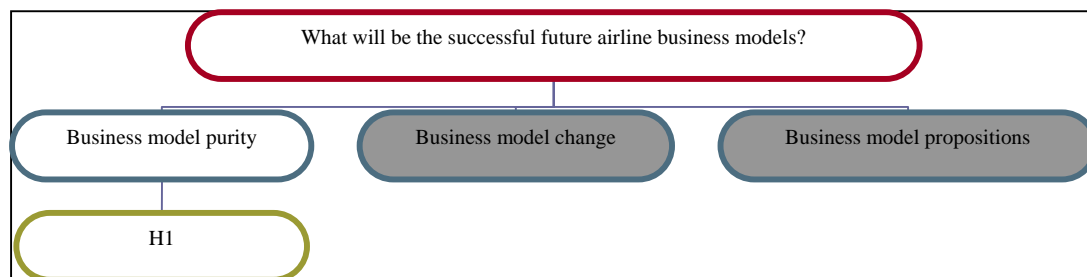 What will be the successful future airline business models?
Business model purity
Business model change
Business model propositions
H1